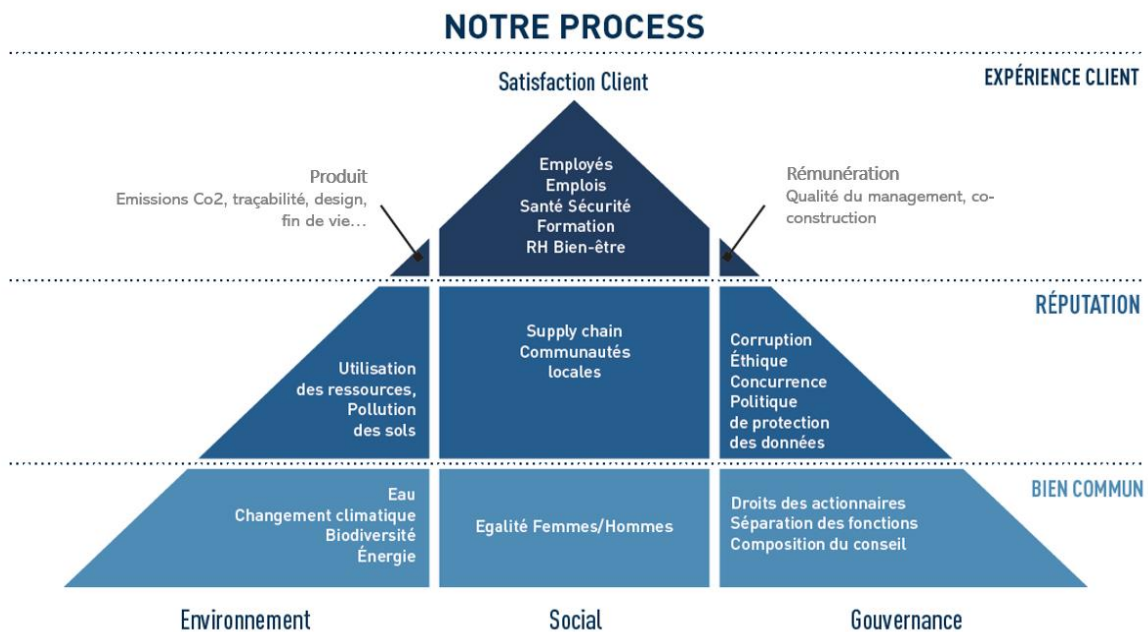 NOTRE PROCESS
EXPÉRIENCE CLIENT
Satisfaction Client
Employés
Emplois
Santé Sécurité
Formation
RH Bien-être
Produit
Emissions Co2, traçabilité, design,
fin de vie...
Rémunération
Qualité du management, co-
construction
RÉPUTATION
Utilisation
des ressources,
Pollution
des sols
Supply chain
Communautés
locales
Corruption
Éthique
Concurrence
Politique
de protection
des données
BIEN COMMUN
Eau
Changement climatique
Biodiversité
Énergie
Egalité Femmes/Hommes
Droits des actionnaires
Séparation des fonctions
Composition du conseil
Environnement
Social
Gouvernance